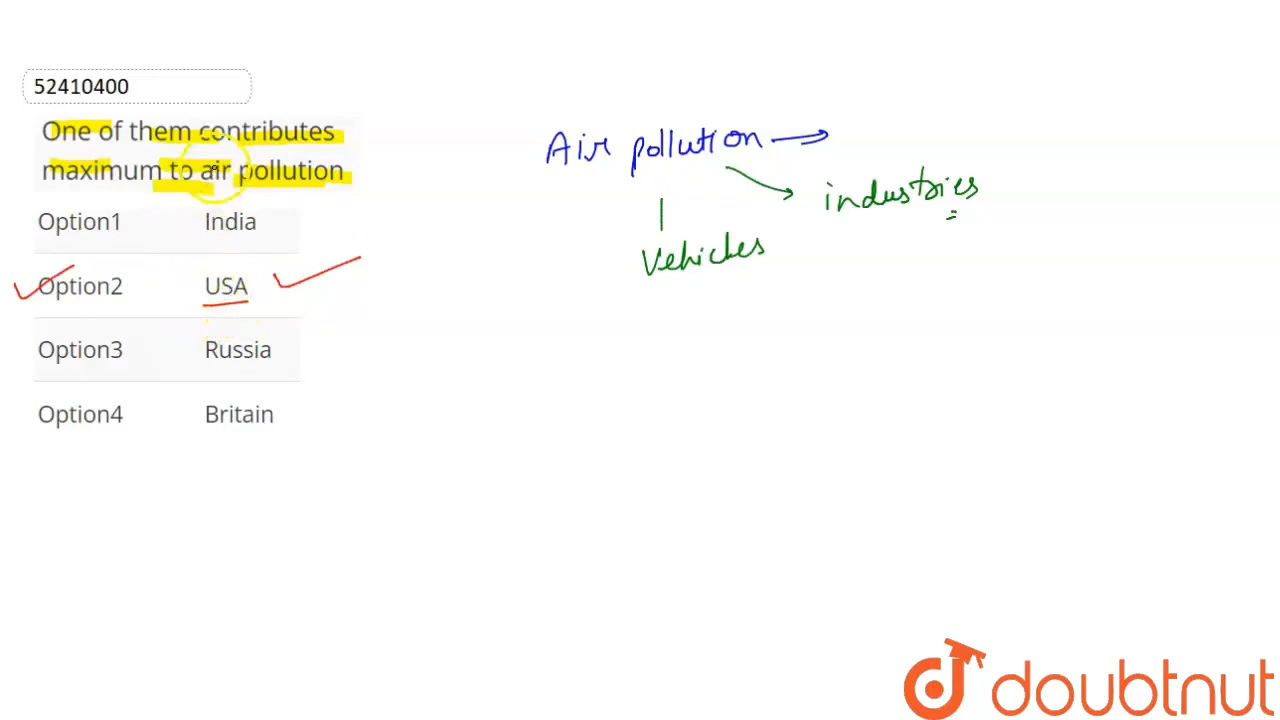 52410400
One of them contributes
maximum to air pollution
Option1 India
Option2 USA
Option3 Russia
Option4 Britain
Air pollution
industries
Vehicles
doubtnut